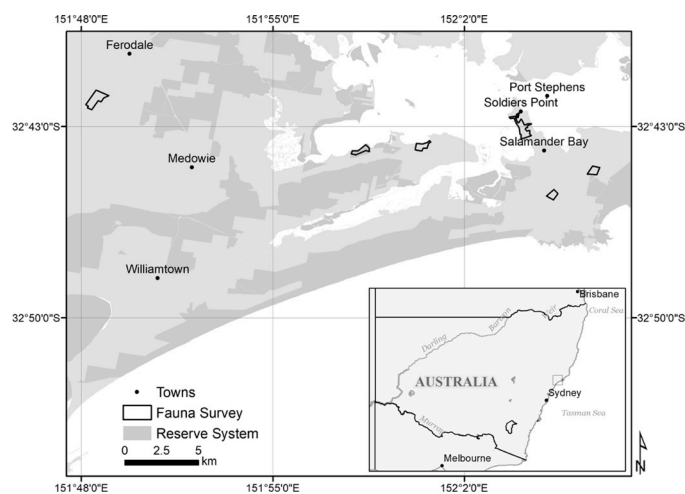 151°48'0"E 151°55'0"E 152°2'0"E
Ferodale
Port Stephens
Soldiers Point
32°43'0"S 32°43'0"S
Salamander Bay
Medowie
Williamtown
Brisbane
Coral Sea
32°50'0"S 32°50'0"S
Barwon Weir
Darling
AUSTRALIA
Towns
Sydney
Fauna Survey
Tasman Sea
Murray
Reserve System
0 2.5 5
km
Melbourne
N
151°48'0"E 151°55'0"E 152°2'0"E